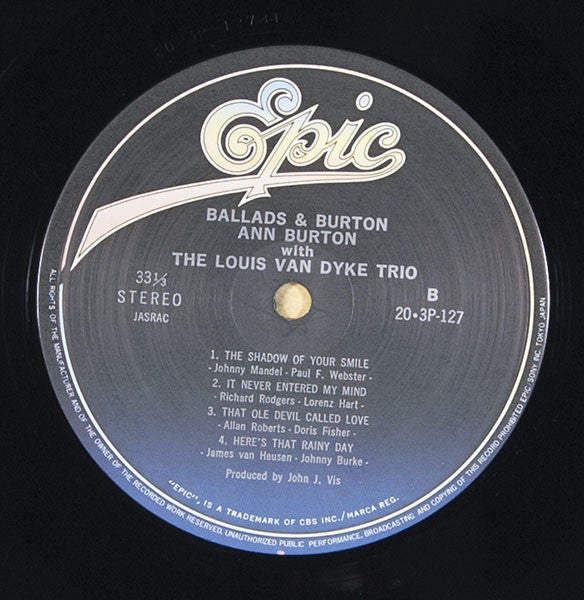 Epic
BALLADS & BURTON
ANN BURTON
with
THE LOUIS VAN DYKE TRIO
33⅓
STEREO
JASRAC
B
20•3P-127
1. THE SHADOW OF YOUR SMILE
- Johnny Mandel - Paul F. Webster -
2. IT NEVER ENTERED MY MIND
- Richard Rodgers - Lorenz Hart -
3. THAT OLE DEVIL CALLED LOVE
- Allan Roberts - Doris Fisher -
4. HERE'S THAT RAINY DAY
- James van Heusen - Johnny Burke -
Produced by John J. Vis
"EPIC", IS A TRADEMARK OF CBS INC./MARCA REG.
ALL RIGHTS OF THE MANUFACTURER AND OF THE OWNER OF THE RECORDED WORK RESERVED, UNAUTHORIZED PUBLIC PERFORMANCE, BROADCASTING AND COPYING OF THIS RECORD PROHIBITED EPIC SONY INC. TOKYO JAPAN